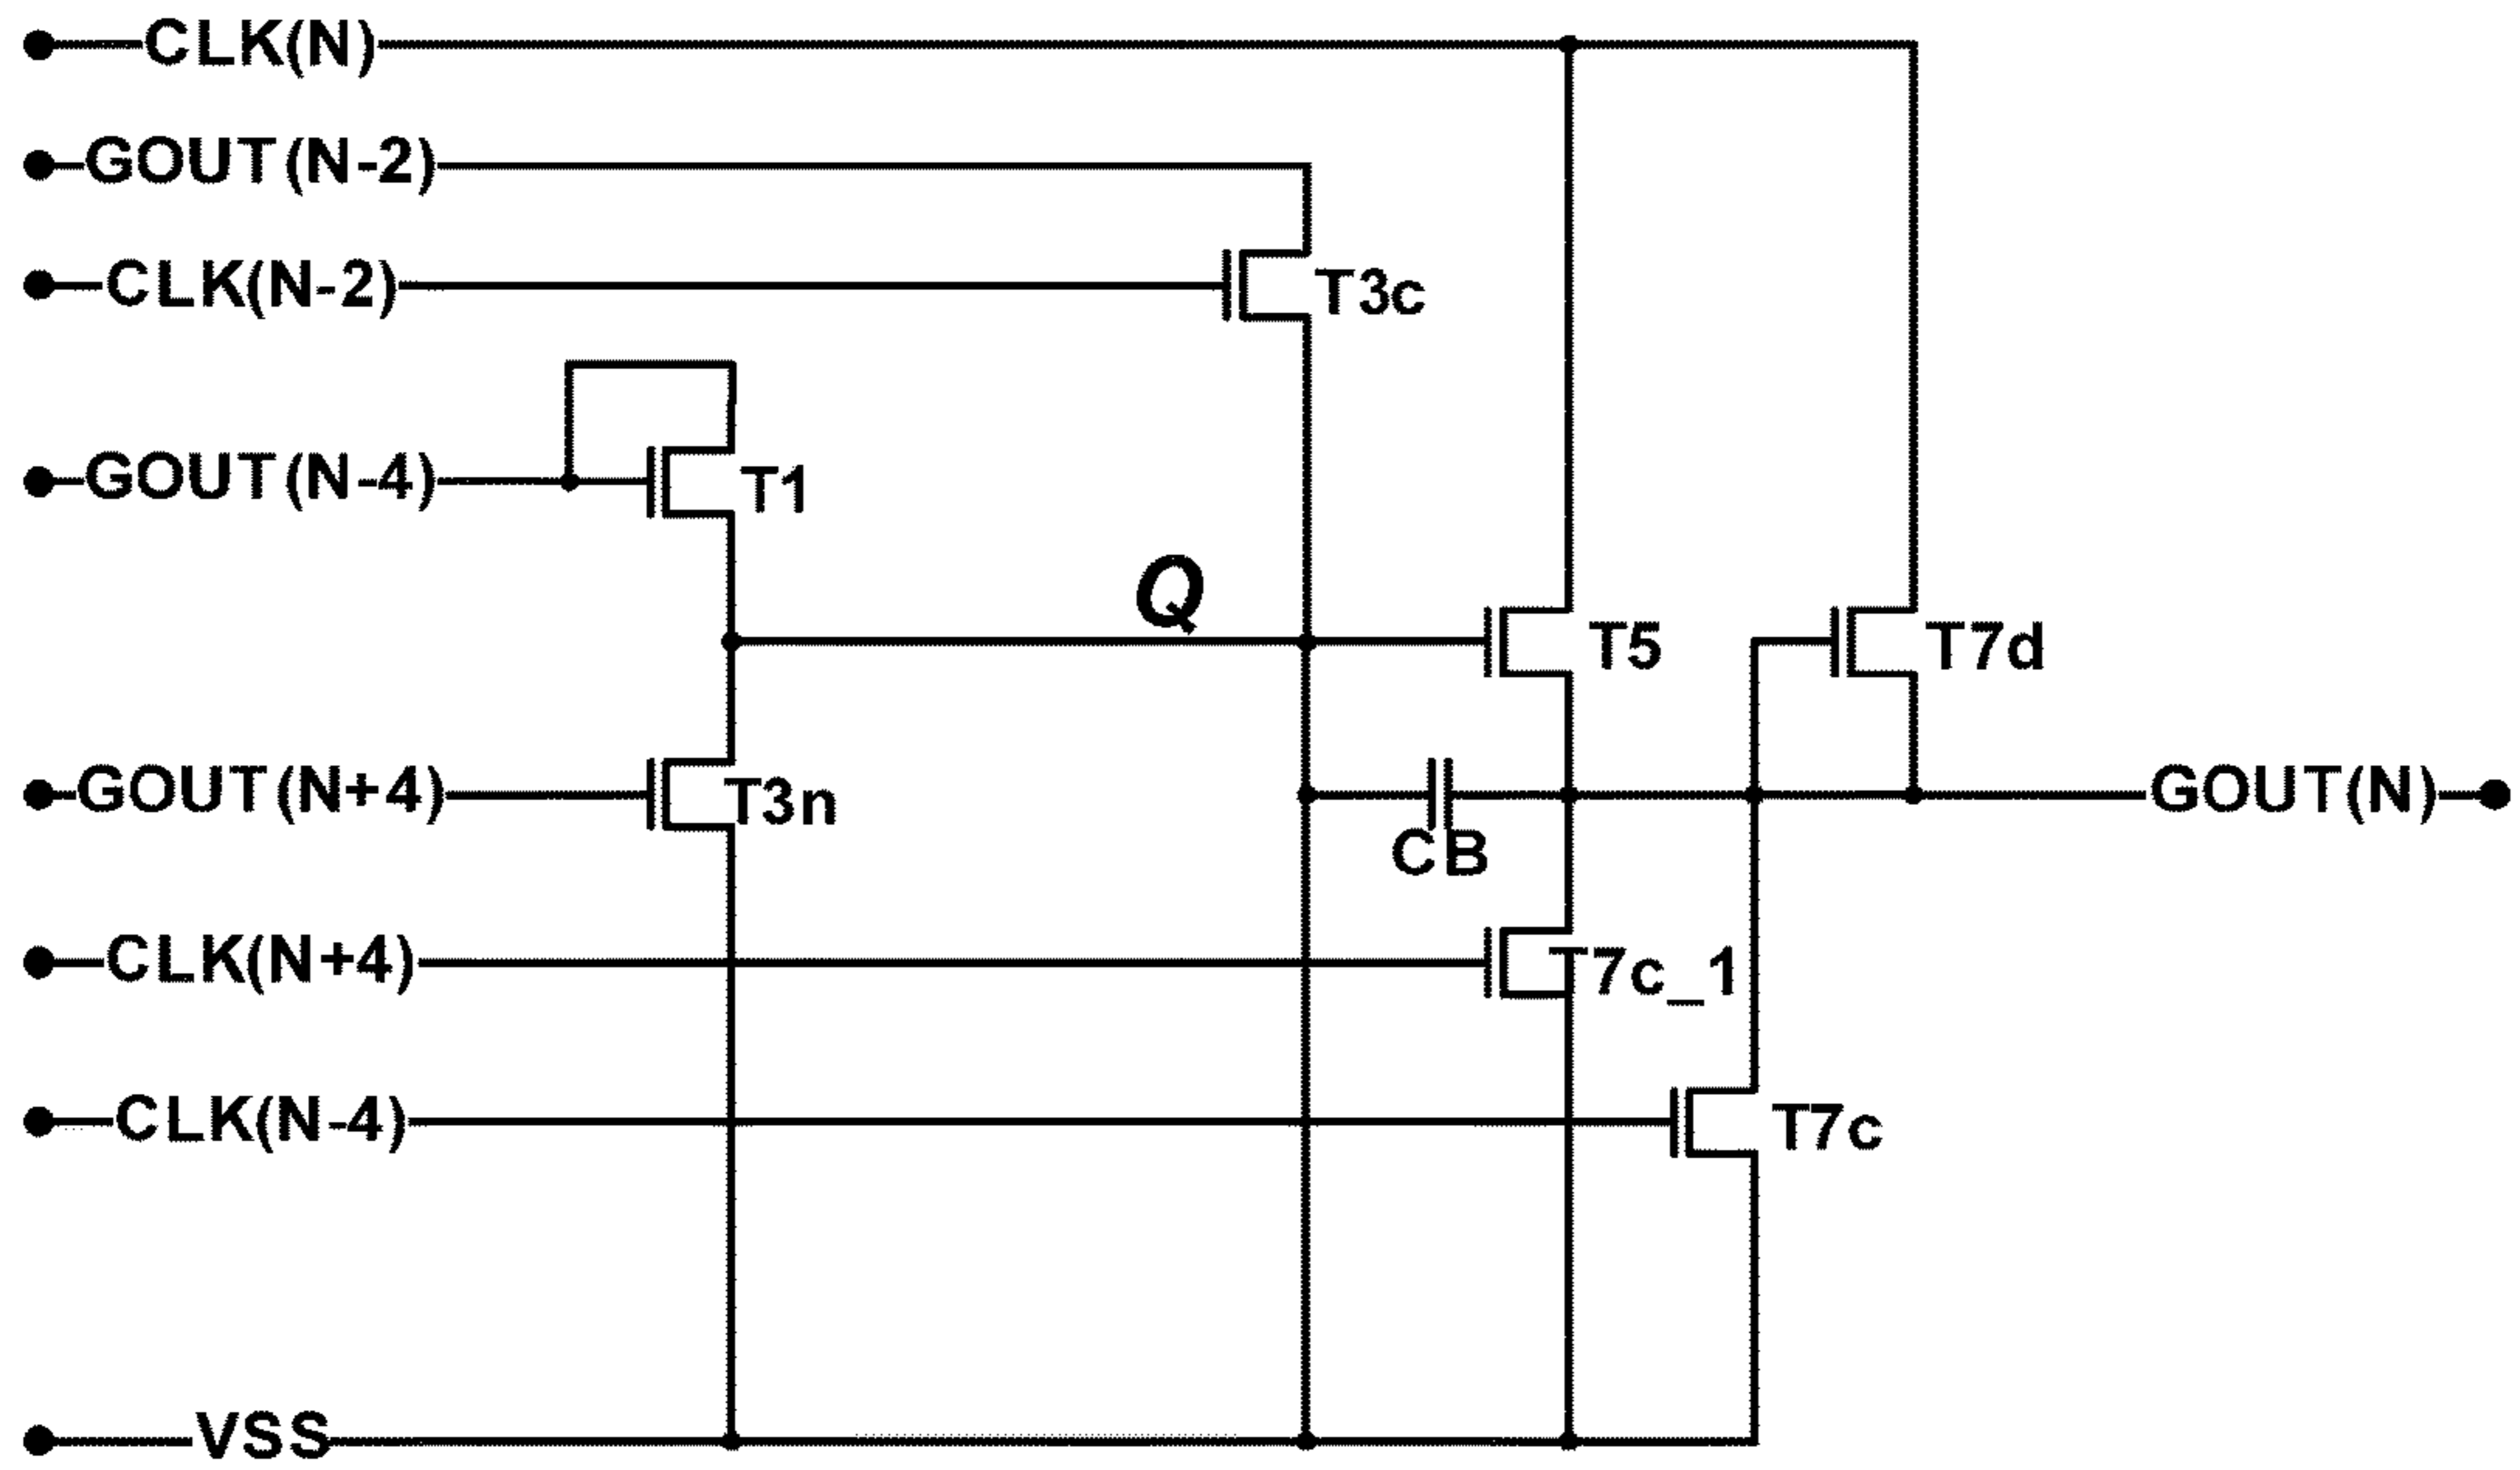 CLK(N)
GOUT(N-2)
CLK(N-2)
T3c
GOUT(N-4)
T1
Q
T5
T7d
GOUT(N+4)
T3n
CB
GOUT(N)
CLK(N+4)
T7c_1
CLK(N-4)
T7c
VSS